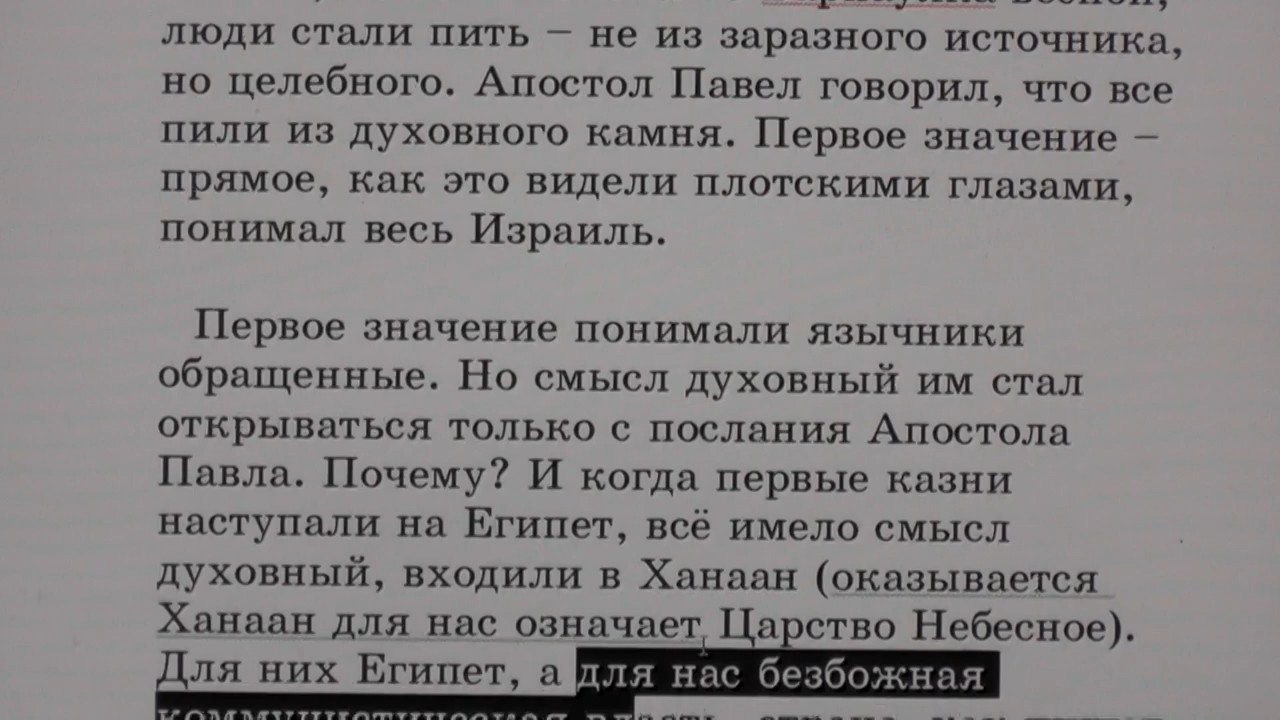 люди стали пить – не из заразного источника,
но целебного. Апостол Павел говорил, что все
пили из духовного камня. Первое значение –
прямое, как это видели плотскими глазами,
понимал весь Израиль.
Первое значение понимали язычники
обращенные. Но смысл духовный им стал
открываться только с послания Апостола
Павла. Почему? И когда первые казни
наступали на Египет, всё имело смысл
духовный, входили в Ханаан (оказывается
Ханаан для нас означает Царство Небесное).
Для них Египет, а для нас безбожная
коммунистическая